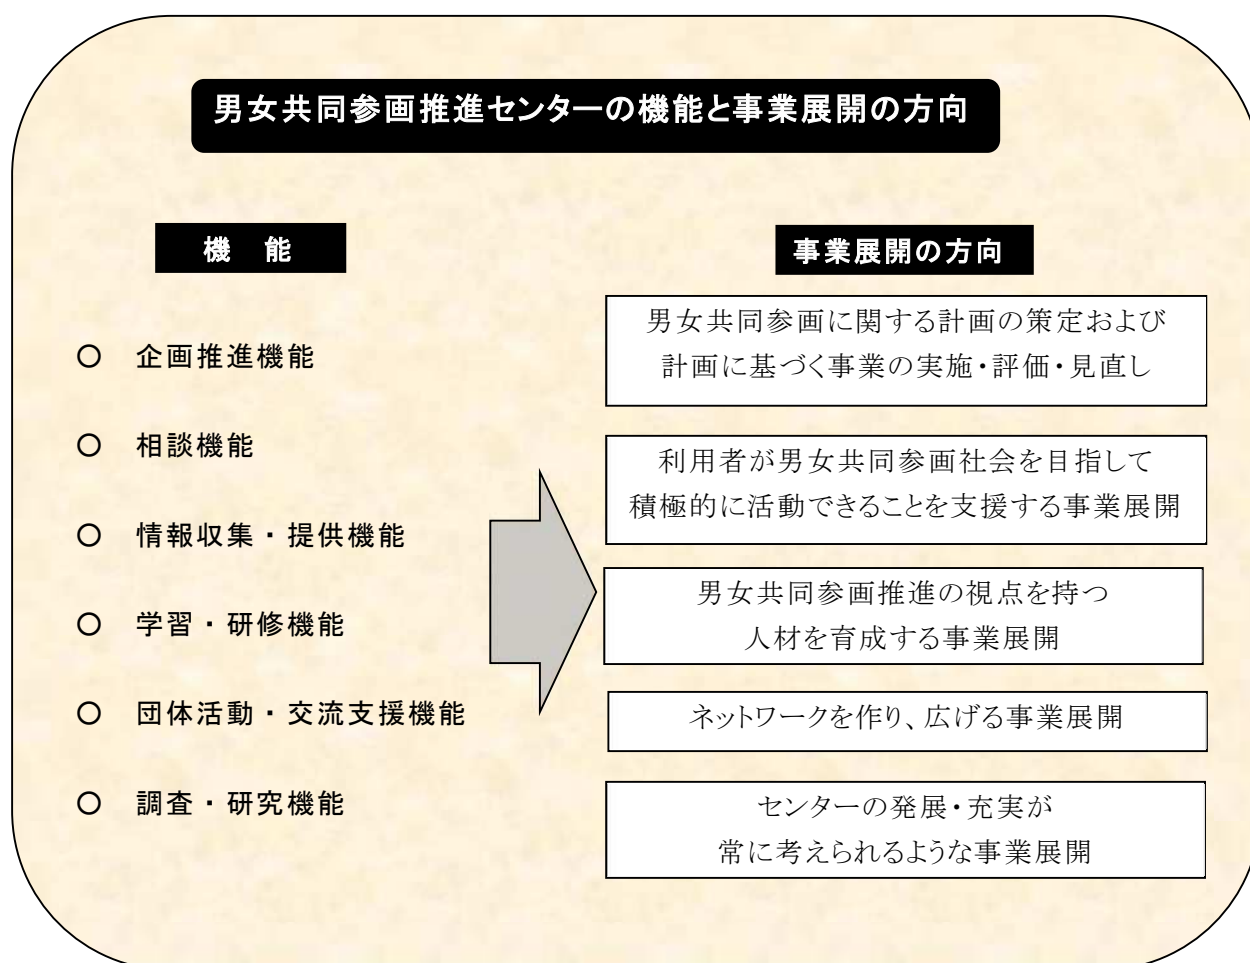 男女共同参画推進センターの機能と事業展開の方向
機 能
○ 企画推進機能
○ 相談機能
○ 情報収集・提供機能
○ 学習・研修機能
○ 団体活動・交流支援機能
○ 調査・研究機能
事業展開の方向
男女共同参画に関する計画の策定および
計画に基づく事業の実施・評価・見直し
利用者が男女共同参画社会を目指して
積極的に活動できることを支援する事業展開
男女共同参画推進の視点を持つ
人材を育成する事業展開
ネットワークを作り、広げる事業展開
センターの発展・充実が
常に考えられるような事業展開